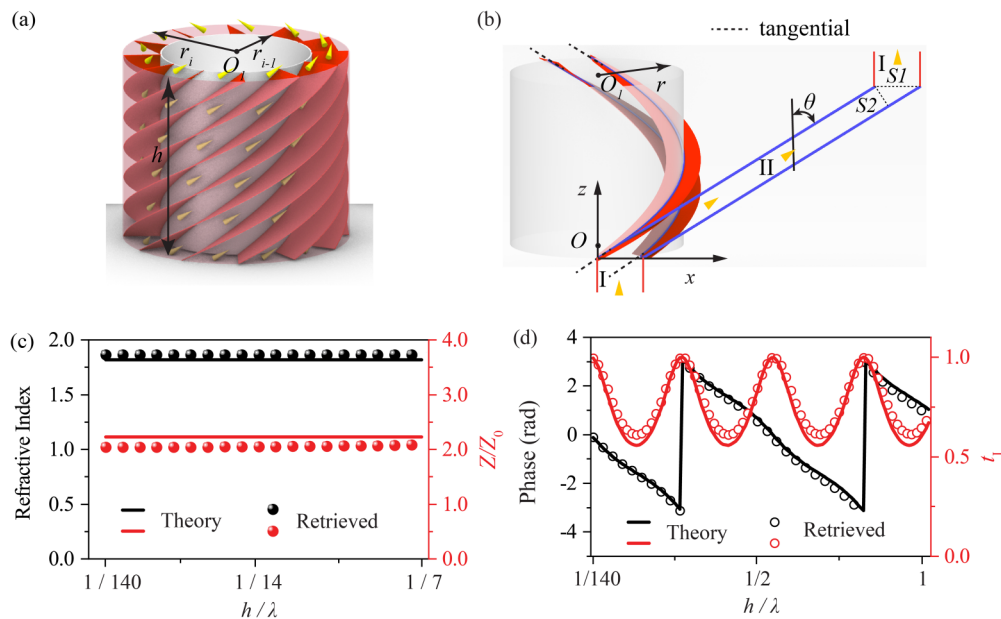 (a)
r_i
r_{i-1}
O_1
h
(b)
tangential
I
S1
S2
θ
II
O_1
r
z
O
I
x
(c)
Refractive Index
2.0
1.5
1.0
0.5
0.0
4.0
3.0
2.0
1.0
0.0
Z/Z_0
Theory
Retrieved
1 / 140
1 / 14
1 / 7
h / λ
(d)
Phase (rad)
4
2
0
-2
-4
1.0
0.5
0.0
t_1
Theory
Retrieved
1/140
1/2
1
h / λ